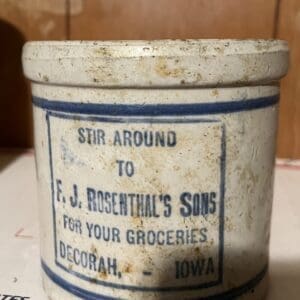 STIR AROUND
TO
F. J. ROSENTHAL'S SONS
FOR YOUR GROCERIES
DECORAH, - IOWA